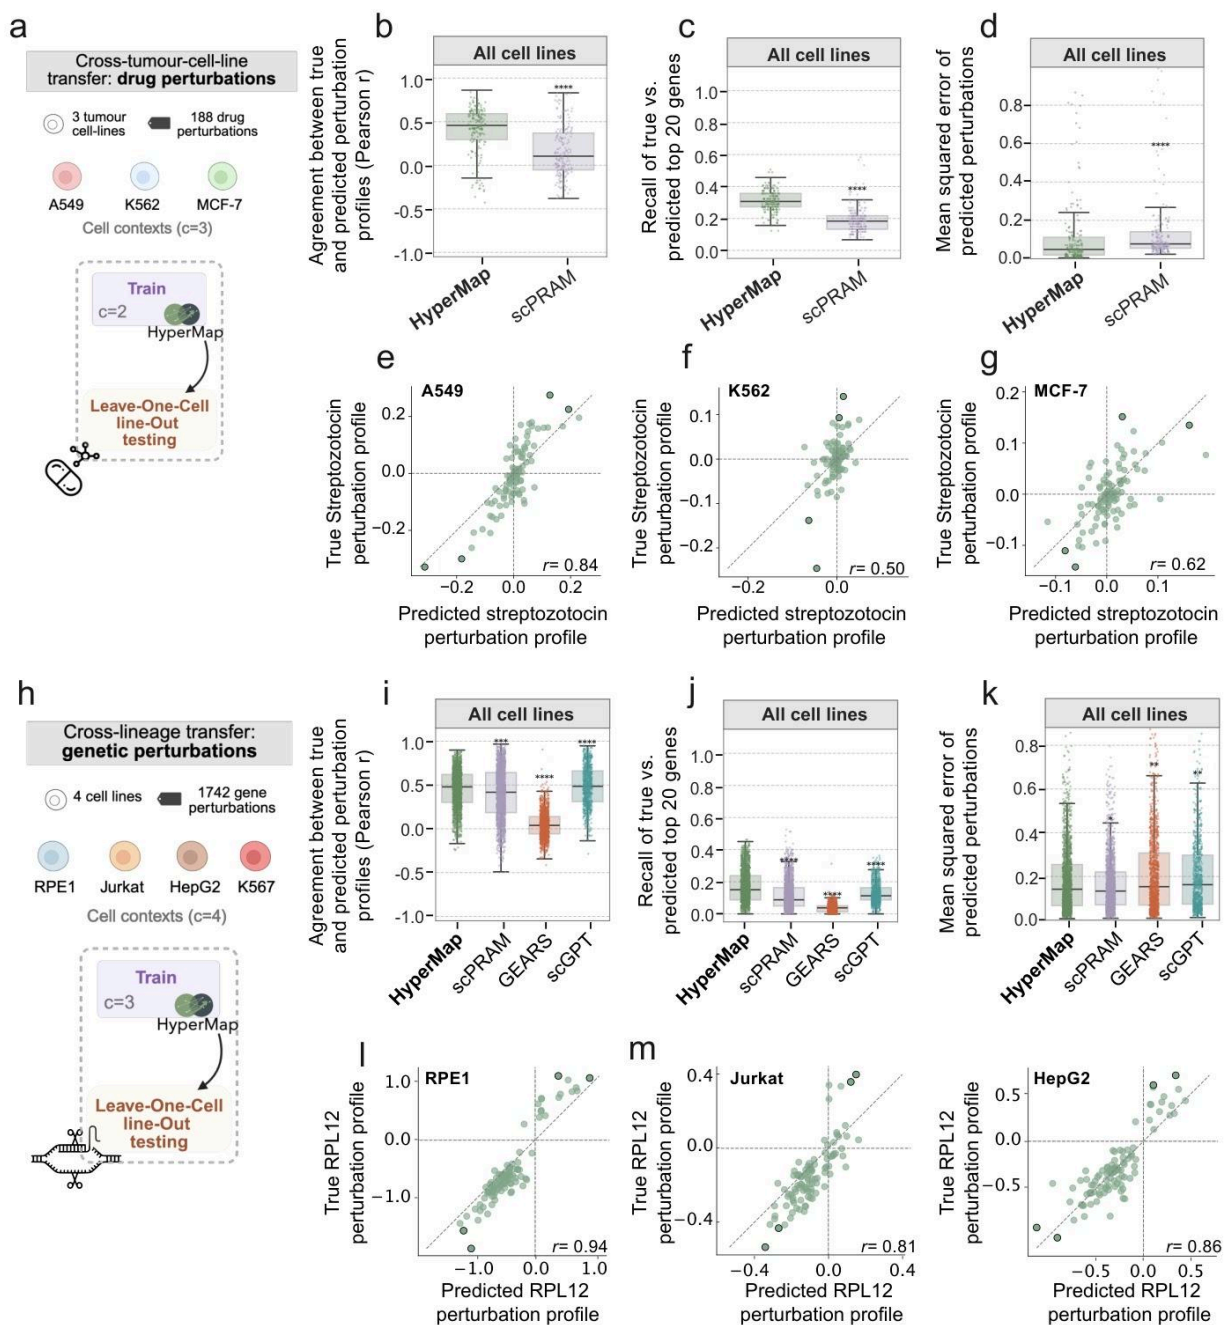 a
Cross-tumour-cell-line
transfer: drug perturbations
3 tumour
cell-lines
188 drug
perturbations
A549
K562
MCF-7
Cell contexts (c=3)
Train
c=2
HyperMap
Leave-One-Cell
line-Out
testing
b
Agreement between true
and predicted perturbation
profiles (Pearson r)
All cell lines
****
1.0
0.5
0.0
-0.5
-1.0
HyperMap
scPRAM
c
Recall of true vs.
predicted top 20 genes
All cell lines
****
1.0
0.8
0.6
0.4
0.2
0.0
HyperMap
scPRAM
d
Mean squared error of
predicted perturbations
All cell lines
****
0.8
0.6
0.4
0.2
0.0
HyperMap
scPRAM
e
True Streptozotocin
perturbation profile
A549
0.2
0.0
−0.2
r= 0.84
−0.2
0.0
0.2
Predicted streptozotocin
perturbation profile
f
True Streptozotocin
perturbation profile
K562
0.1
0.0
−0.1
−0.2
r= 0.50
−0.2
0.0
Predicted streptozotocin
perturbation profile
g
True Streptozotocin
perturbation profile
MCF-7
0.2
0.1
0.0
−0.1
r= 0.62
−0.1
0.0
0.1
Predicted streptozotocin
perturbation profile
h
Cross-lineage transfer:
genetic perturbations
4 cell lines
1742 gene
perturbations
RPE1
Jurkat
HepG2
K567
Cell contexts (c=4)
Train
c=3
HyperMap
Leave-One-Cell
line-Out
testing
i
Agreement between true
and predicted perturbation
profiles (Pearson r)
All cell lines
***
****
****
1.0
0.5
0.0
-0.5
-1.0
HyperMap
scPRAM
GEARS
scGPT
j
Recall of true vs.
predicted top 20 genes
All cell lines
****
****
****
1.0
0.8
0.6
0.4
0.2
0.0
HyperMap
scPRAM
GEARS
scGPT
k
Mean squared error of
predicted perturbations
All cell lines
**
**
0.8
0.6
0.4
0.2
0.0
HyperMap
scPRAM
GEARS
scGPT
l
True RPL12
perturbation profile
RPE1
1.0
0.0
−1.0
r= 0.94
−1.0
0.0
1.0
Predicted RPL12
perturbation profile
m
True RPL12
perturbation profile
Jurkat
0.4
0.0
−0.4
r= 0.81
−0.4
0.0
0.4
Predicted RPL12
perturbation profile
True RPL12
perturbation profile
HepG2
0.5
0.0
−0.5
r= 0.86
−0.5
0.0
0.5
Predicted RPL12
perturbation profile